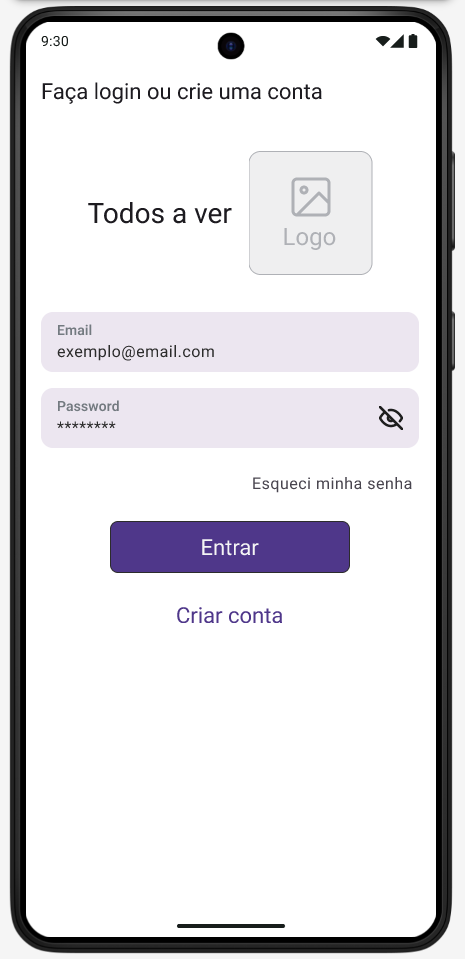 9:30
Faça login ou crie uma conta
Todos a ver
Logo
Email
exemplo@email.com
Password
********
Esqueci minha senha
Entrar
Criar conta